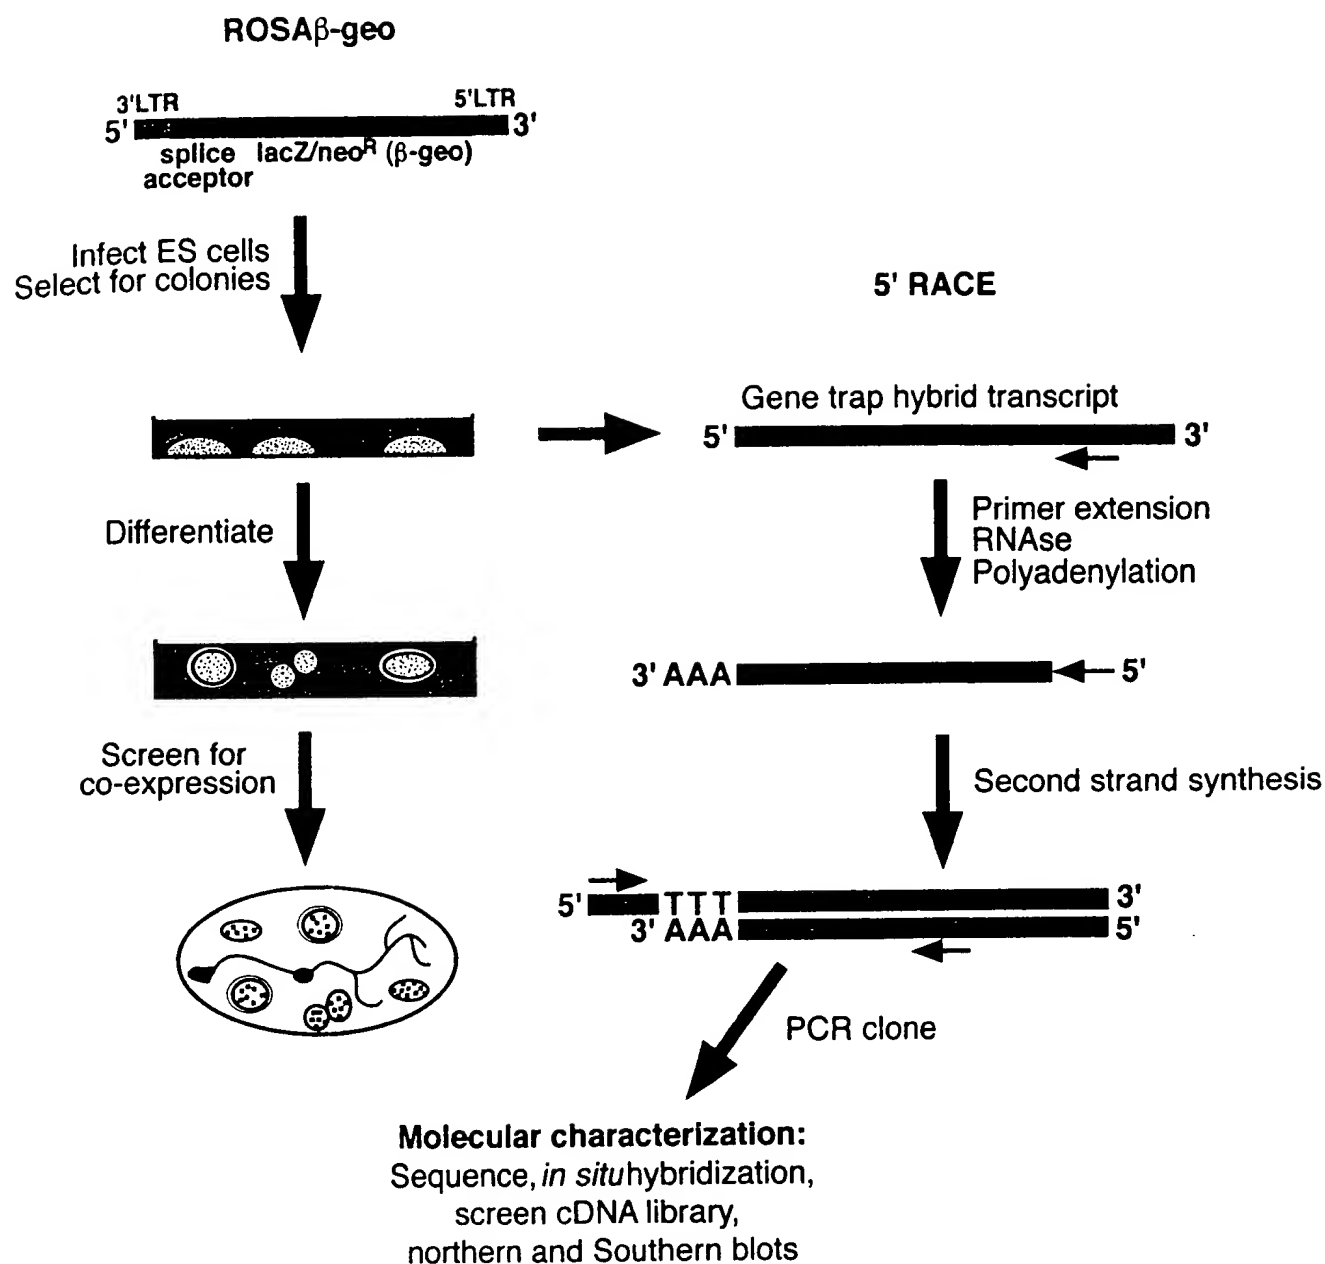 ROSAβ-geo
3'LTR 5'LTR
5' 3'
splice lacZ/neoR (β-geo)
acceptor
Infect ES cells
Select for colonies
5' RACE
Gene trap hybrid transcript
5' 3'
Differentiate
Primer extension
RNAse
Polyadenylation
3' AAA 5'
Screen for
co-expression
Second strand synthesis
5' TTT 3'
3' AAA 5'
PCR clone
Molecular characterization:
Sequence, in situ hybridization,
screen cDNA library,
northern and Southern blots